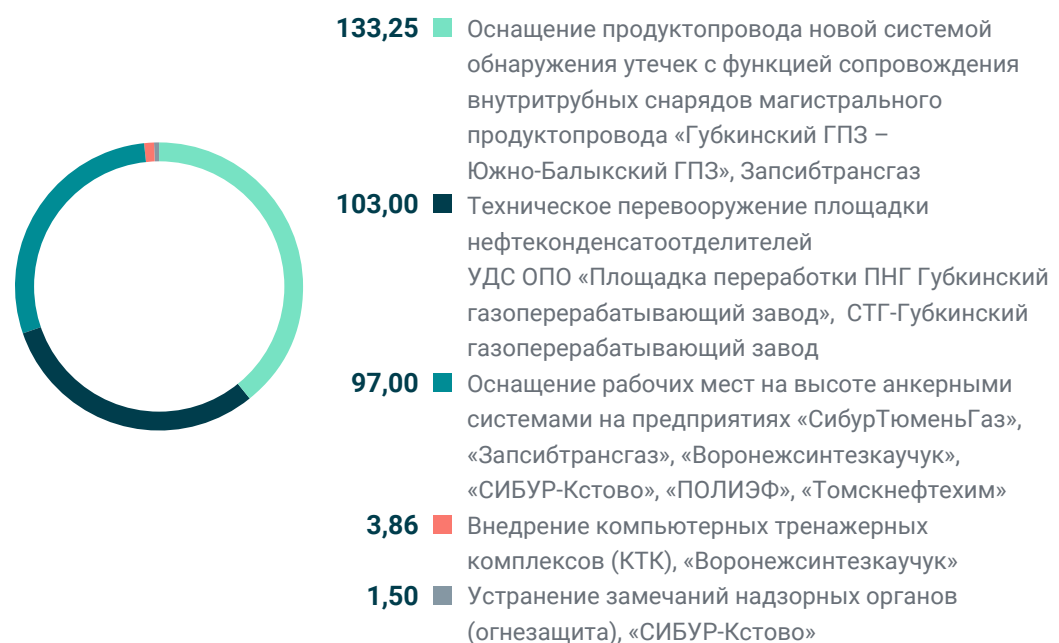 133,25 Оснащение продуктопровода новой системой
обнаружения утечек с функцией сопровождения
внутритрубных снарядов магистрального
продуктопровода «Губкинский ГПЗ –
Южно-Балыкский ГПЗ», Запсибтрансгаз
103,00 Техническое перевооружение площадки
нефтеконденсатоотделителей
УДС ОПО «Площадка переработки ПНГ Губкинский
газоперерабатывающий завод», СТГ-Губкинский
газоперерабатывающий завод
97,00 Оснащение рабочих мест на высоте анкерными
системами на предприятиях «СибурТюменьГаз»,
«Запсибтрансгаз», «Воронежсинтезкаучук»,
«СИБУР-Кстово», «ПОЛИЭФ», «Томскнефтехим»
3,86 Внедрение компьютерных тренажерных
комплексов (КТК), «Воронежсинтезкаучук»
1,50 Устранение замечаний надзорных органов
(огнезащита), «СИБУР-Кстово»